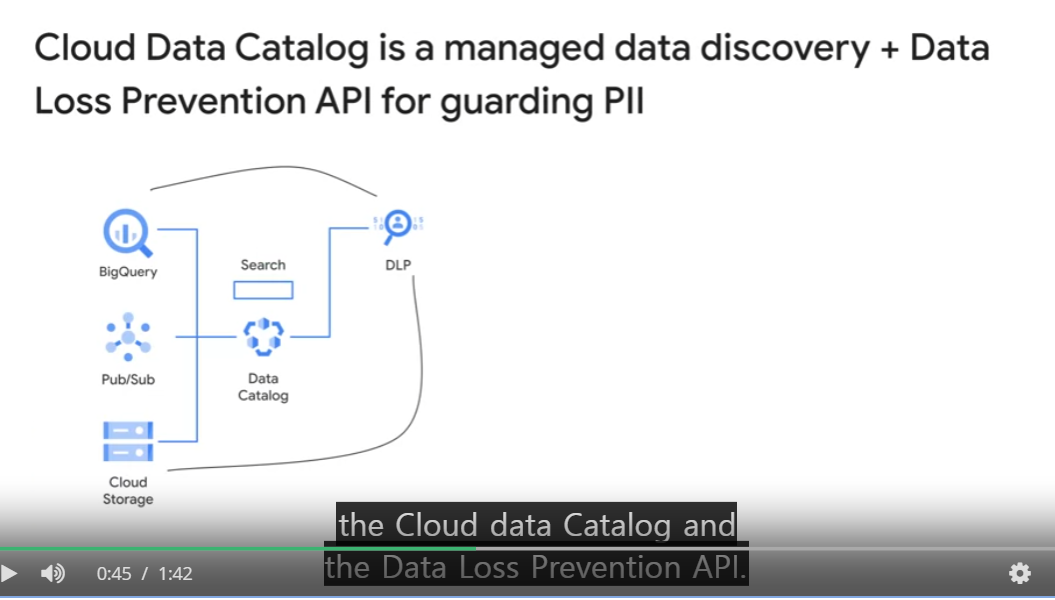 Cloud Data Catalog is a managed data discovery + Data
Loss Prevention API for guarding PII
BigQuery
Search
DLP
Pub/Sub
Data
Catalog
Cloud
Storage
the Cloud data Catalog and
the Data Loss Prevention API.
0:45 / 1:42